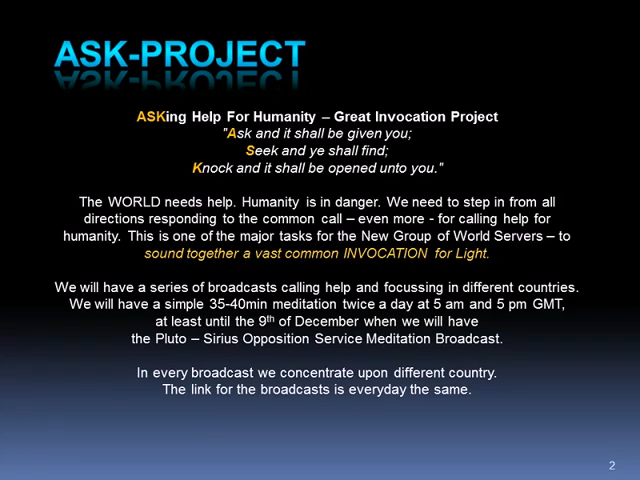 ASK-PROJECT
ASKing Help For Humanity – Great Invocation Project
"Ask and it shall be given you;
Seek and ye shall find;
Knock and it shall be opened unto you."
The WORLD needs help. Humanity is in danger. We need to step in from all
directions responding to the common call – even more - for calling help for
humanity. This is one of the major tasks for the New Group of World Servers – to
sound together a vast common INVOCATION for Light.
We will have a series of broadcasts calling help and focussing in different countries.
We will have a simple 35-40min meditation twice a day at 5 am and 5 pm GMT,
at least until the 9th of December when we will have
the Pluto – Sirius Opposition Service Meditation Broadcast.
In every broadcast we concentrate upon different country.
The link for the broadcasts is everyday the same.
2